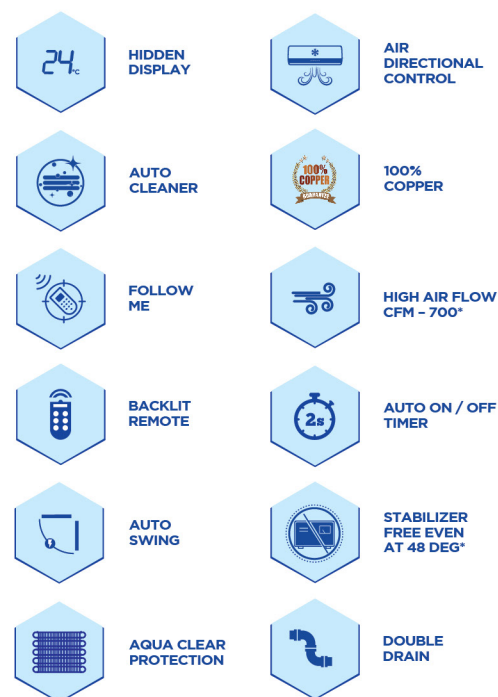 24°C
HIDDEN
DISPLAY
AIR
DIRECTIONAL
CONTROL
AUTO
CLEANER
100%
COPPER
GUARANTEE
100%
COPPER
FOLLOW
ME
HIGH AIR FLOW
CFM – 700*
BACKLIT
REMOTE
2s
AUTO ON / OFF
TIMER
AUTO
SWING
STABILIZER
FREE EVEN
AT 48 DEG*
AQUA CLEAR
PROTECTION
DOUBLE
DRAIN